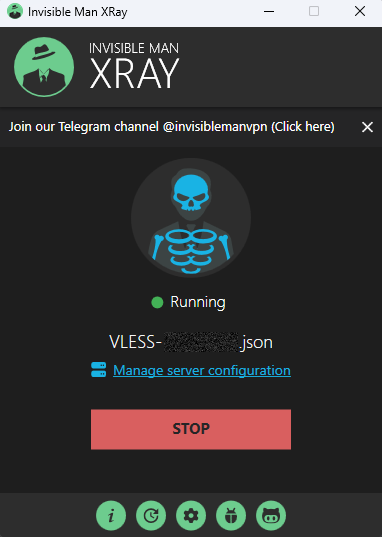 Invisible Man XRay
INVISIBLE MAN
XRAY
Join our Telegram channel @invisiblemanvpn (Click here)
Running
VLESS-.json
Manage server configuration
STOP
i